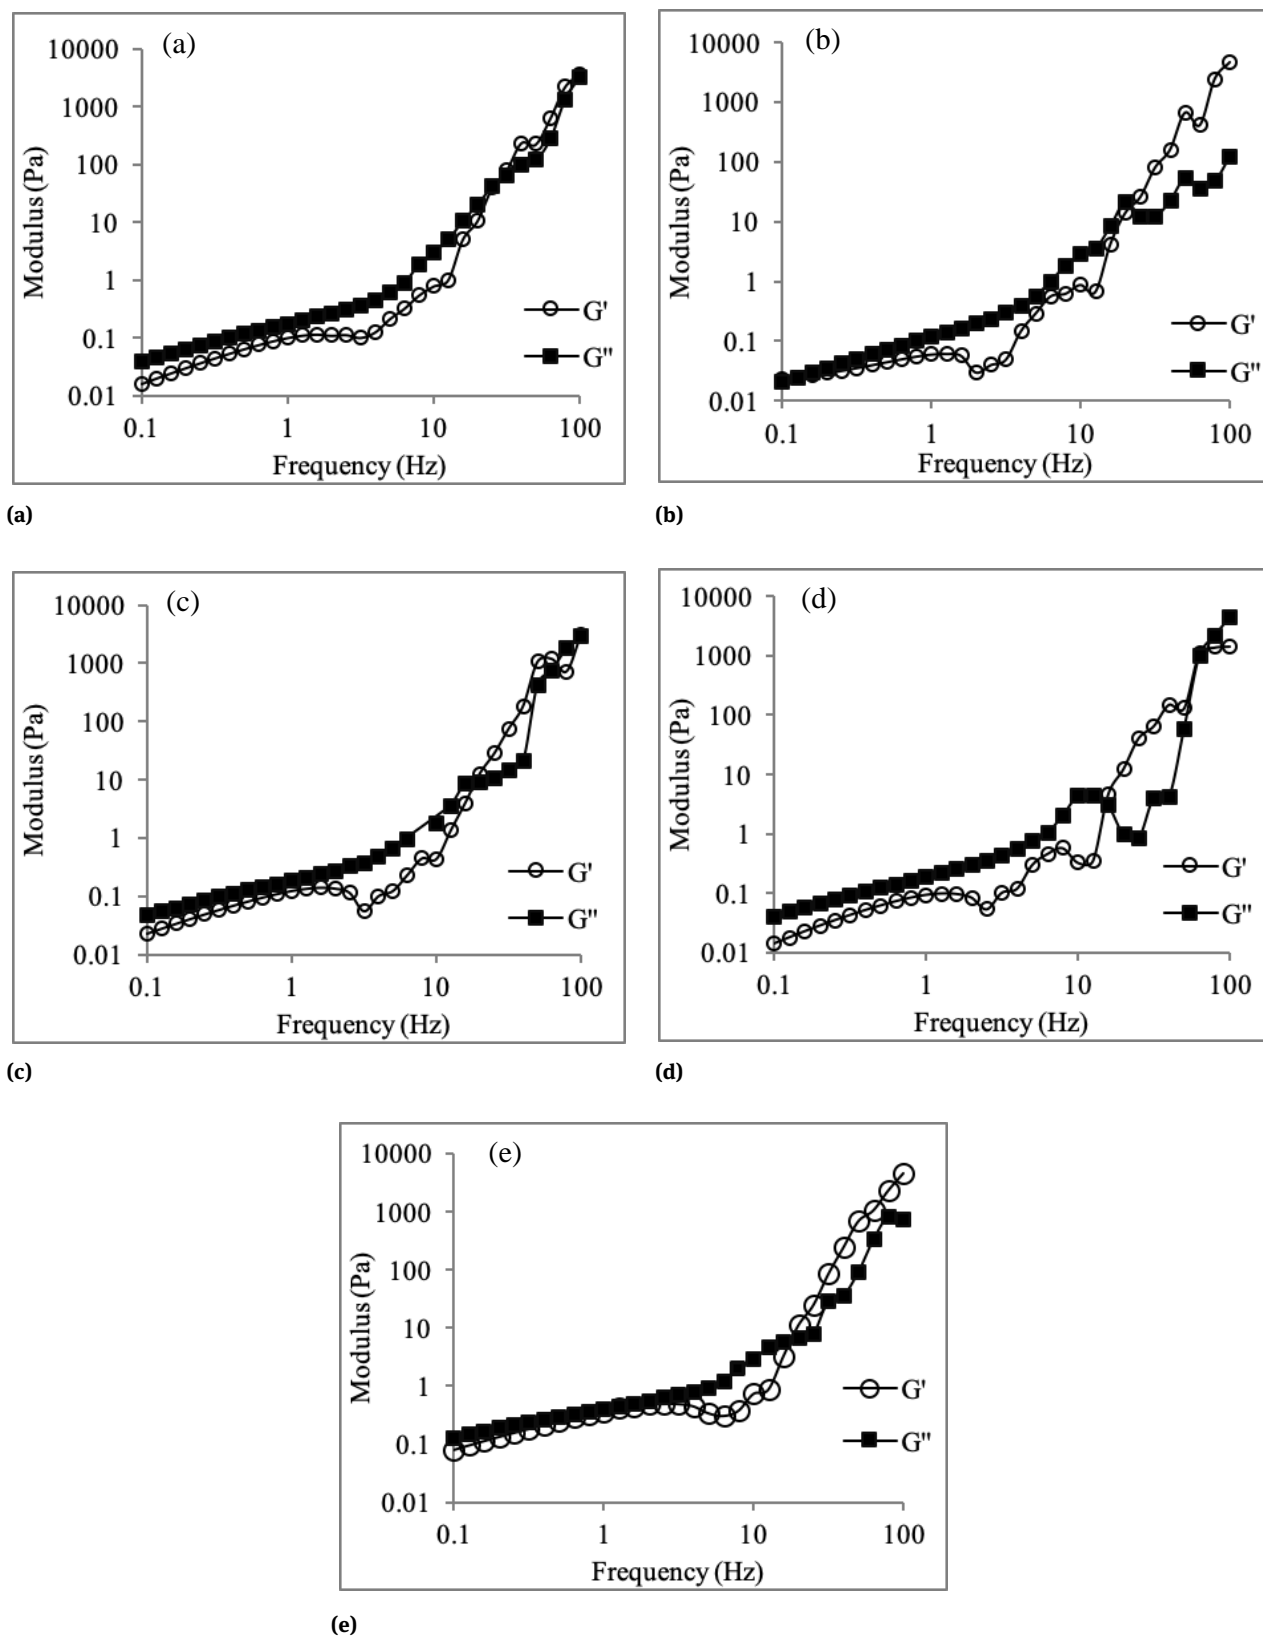 (a)
10000
1000
100
10
1
0.1
0.01
0.1 1 10 100
Modulus (Pa)
Frequency (Hz)
G'
G"
(a)
(b)
10000
1000
100
10
1
0.1
0.01
0.1 1 10 100
Modulus (Pa)
Frequency (Hz)
G'
G"
(b)
(c)
10000
1000
100
10
1
0.1
0.01
0.1 1 10 100
Modulus (Pa)
Frequency (Hz)
G'
G"
(c)
(d)
10000
1000
100
10
1
0.1
0.01
0.1 1 10 100
Modulus (Pa)
Frequency (Hz)
G'
G"
(d)
(e)
10000
1000
100
10
1
0.1
0.01
0.1 1 10 100
Modulus (Pa)
Frequency (Hz)
G'
G"
(e)